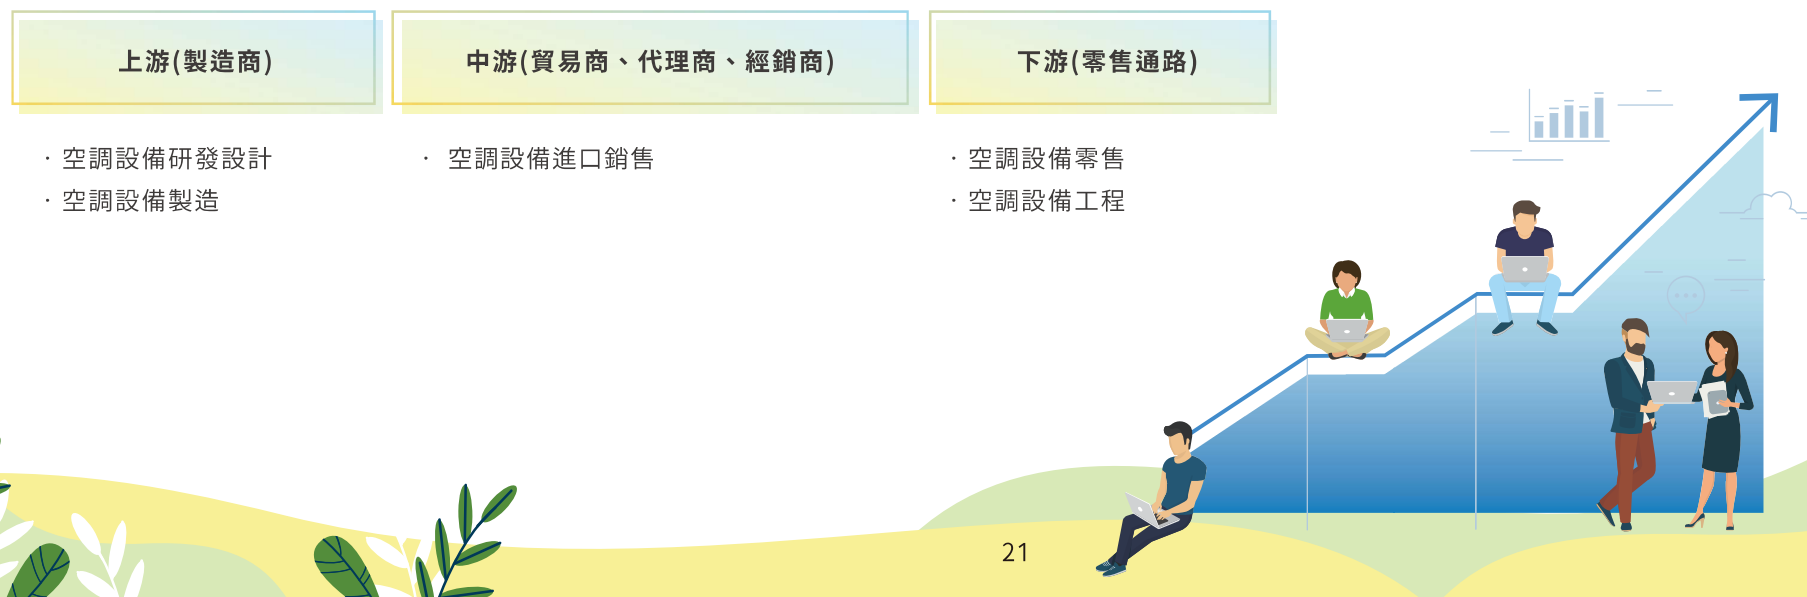 上游(製造商)
· 空調設備研發設計
· 空調設備製造
中游(貿易商、代理商、經銷商)
· 空調設備進口銷售
下游(零售通路)
· 空調設備零售
· 空調設備工程
21